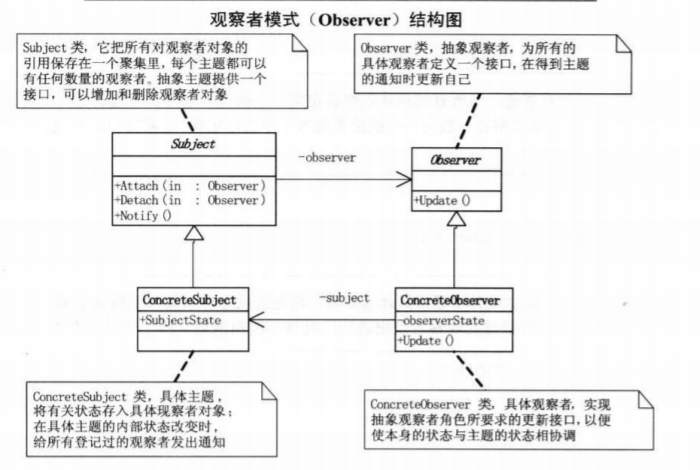 观察者模式（Observer）结构图
Subject 类，它把所有对观察者对象的
引用保存在一个聚集里，每个主题都可以
有任何数量的观察者。抽象主题提供一个
接口，可以增加和删除观察者对象
Observer 类，抽象观察者，为所有的
具体观察者定义一个接口，在得到主题
的通知时更新自己
Subject
+Attach(in : Observer)
+Detach(in : Observer)
+Notify()
-observer
Observer
+Update()
ConcreteSubject
+SubjectState
-subject
ConcreteObserver
-observerState
+Update()
ConcreteSubject 类，具体主题，
将有关状态存入具体现察者对象；
在具体主题的内部状态改变时，
给所有登记过的观察者发出通知
ConcreteObserver 类，具体观察者，实现
抽象观察者角色所要求的更新接口，以便
使本身的状态与主题的状态相协调